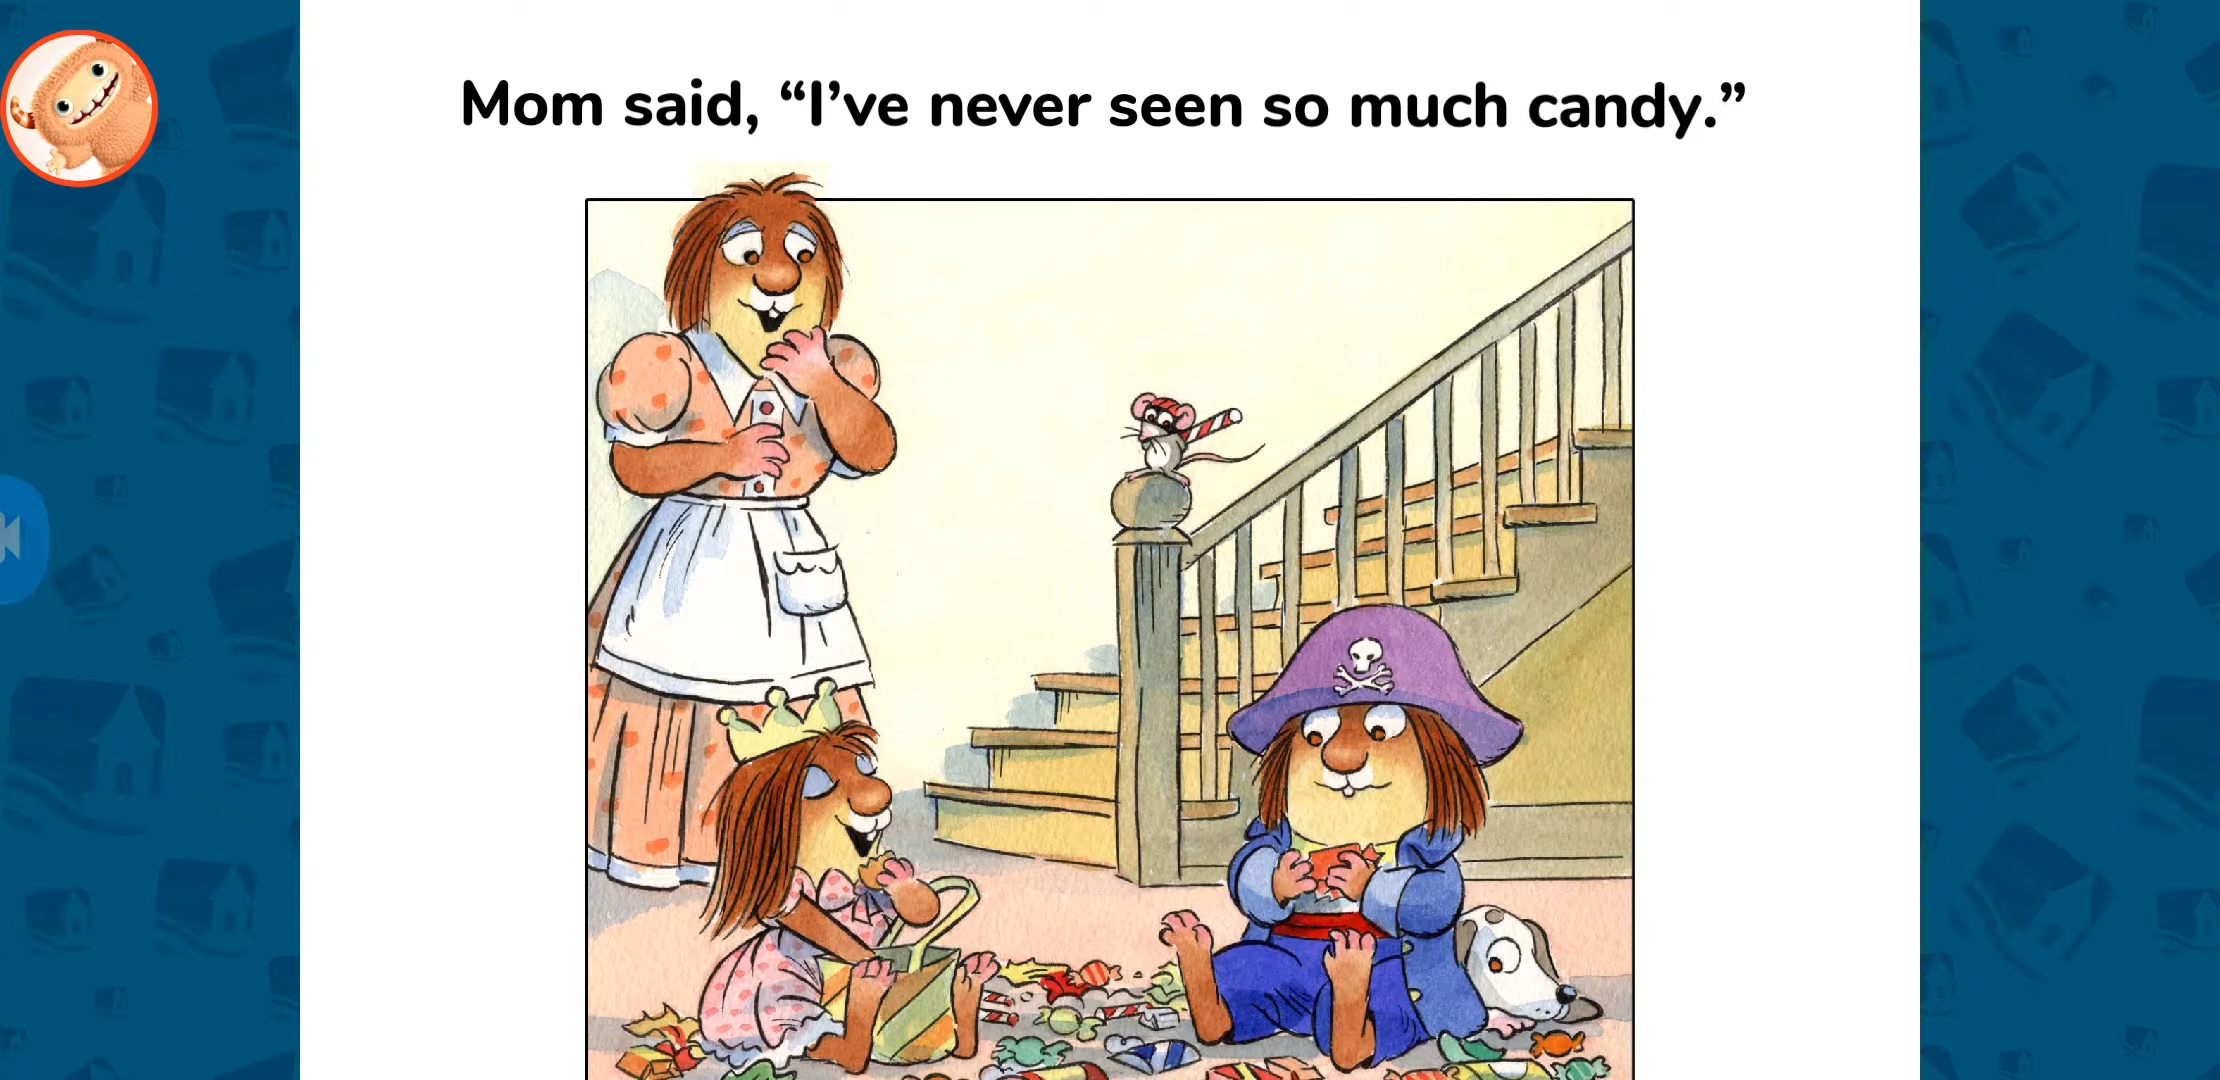 Mom said, “I’ve never seen so much candy.”